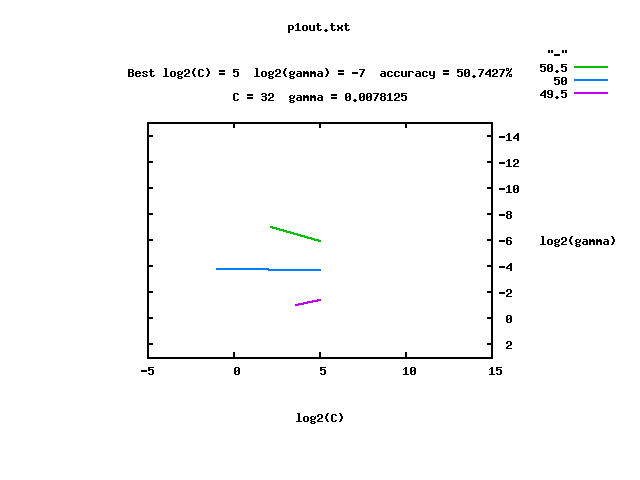 p1out.txt
"-"
Best log2(C) = 5  log2(gamma) = -7  accuracy = 50.7427%
50.5
50
49.5
C = 32  gamma = 0.0078125
-14
-12
-10
-8
-6
log2(gamma)
-4
-2
0
2
-5 0 5 10 15
log2(C)